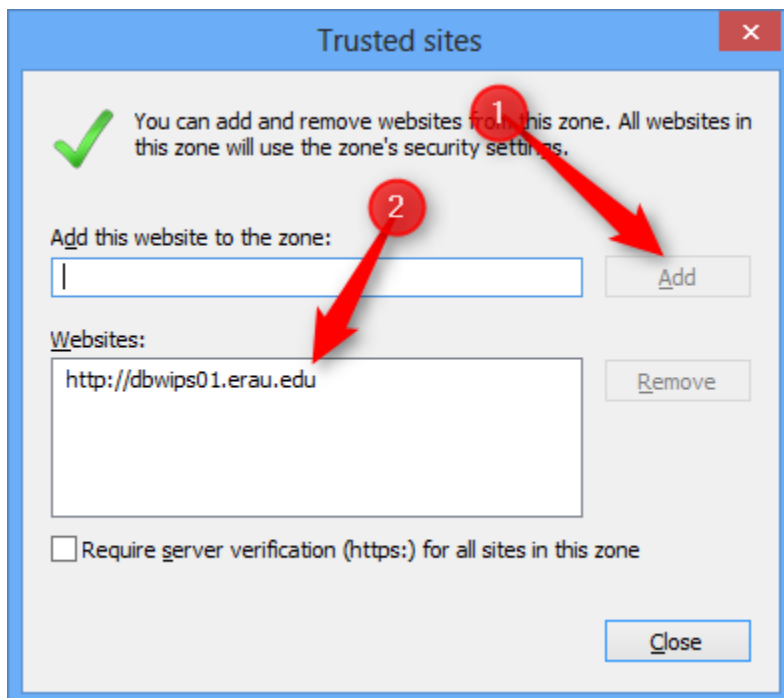 Trusted sites
You can add and remove websites from this zone. All websites in
this zone will use the zone's security settings.
1
2
Add this website to the zone:
Add
Websites:
http://dbwips01.erau.edu
Remove
Require server verification (https:) for all sites in this zone
Close